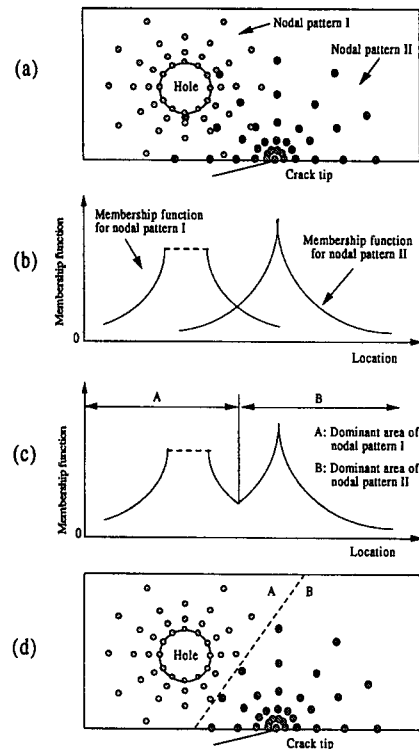 (a)
Nodal pattern I
Nodal pattern II
Hole
Crack tip
(b)
Membership function
Membership function
for nodal pattern I
Membership function
for nodal pattern II
0
Location
(c)
Membership function
A
B
A: Dominant area of
nodal pattern I
B: Dominant area of
nodal pattern II
0
Location
(d)
A
B
Hole
Crack tip